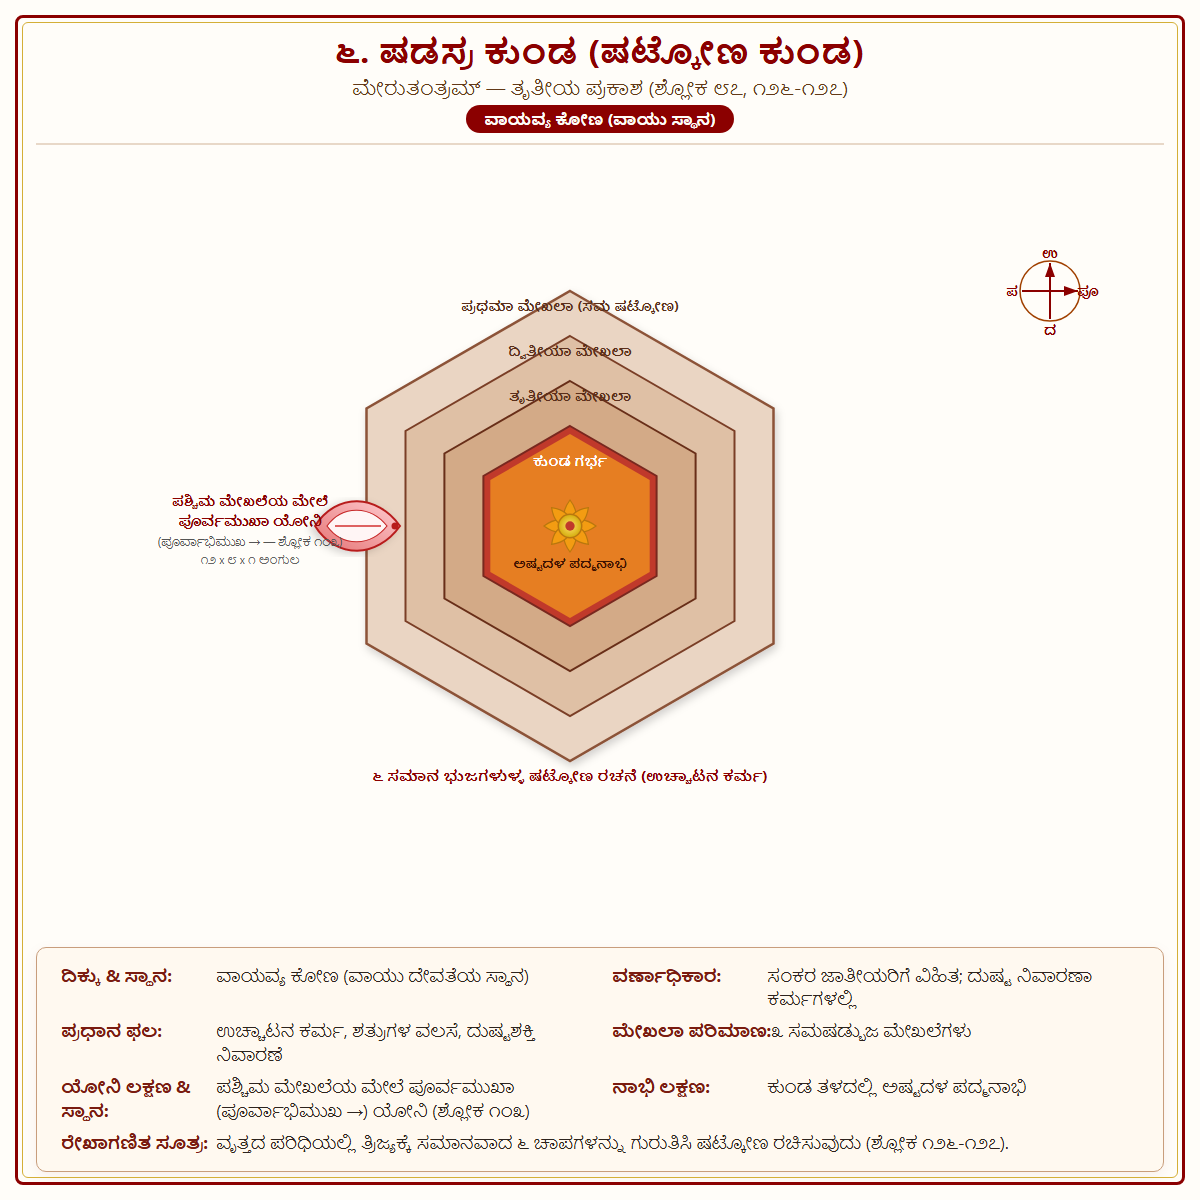 ೬. ಷಡಸ್ರ ಕುಂಡ (ಷಟ್ಕೋಣ ಕುಂಡ)
ಮೇರುತಂತ್ರಮ್ — ತೃತೀಯ ಪ್ರಕಾಶ (ಶ್ಲೋಕ ೮೭, ೧೨೬-೧೨೭)
ವಾಯವ್ಯ ಕೋಣ (ವಾಯು ಸ್ಥಾನ)
ಉ
ಪ
ಪೂ
ದ
ಪ್ರಥಮಾ ಮೇಖಲಾ (ಸಮ ಷಟ್ಕೋಣ)
ದ್ವಿತೀಯಾ ಮೇಖಲಾ
ತೃತೀಯಾ ಮೇಖಲಾ
ಕುಂಡ ಗರ್ಭ
ಅಷ್ಟದಳ ಪದ್ಮನಾಭಿ
ಪಶ್ಚಿಮ ಮೇಖಲೆಯ ಮೇಲೆ
ಪೂರ್ವಮುಖಾ ಯೋನಿ
(ಪೂರ್ವಾಭಿಮುಖ → — ಶ್ಲೋಕ ೧೦೩)
೧೨ x ೮ x ೧ ಅಂಗುಲ
೬ ಸಮಾನ ಭುಜಗಳುಳ್ಳ ಷಟ್ಕೋಣ ರಚನೆ (ಉಚ್ಚಾಟನ ಕರ್ಮ)
ದಿಕ್ಕು & ಸ್ಥಾನ: ವಾಯವ್ಯ ಕೋಣ (ವಾಯು ದೇವತೆಯ ಸ್ಥಾನ)
ವರ್ಣಾಧಿಕಾರ: ಸಂಕರ ಜಾತೀಯರಿಗೆ ವಿಹಿತ; ದುಷ್ಟ ನಿವಾರಣಾ
ಕರ್ಮಗಳಲ್ಲಿ
ಪ್ರಧಾನ ಫಲ: ಉಚ್ಚಾಟನ ಕರ್ಮ, ಶತ್ರುಗಳ ವಲಸೆ, ದುಷ್ಟಶಕ್ತಿ
ನಿವಾರಣೆ
ಮೇಖಲಾ ಪರಿಮಾಣ: ೩ ಸಮಷಡ್ಭುಜ ಮೇಖಲೆಗಳು
ಯೋನಿ ಲಕ್ಷಣ & ಪಶ್ಚಿಮ ಮೇಖಲೆಯ ಮೇಲೆ ಪೂರ್ವಮುಖಾ
ಸ್ಥಾನ: (ಪೂರ್ವಾಭಿಮುಖ →) ಯೋನಿ (ಶ್ಲೋಕ ೧೦೩)
ನಾಭಿ ಲಕ್ಷಣ: ಕುಂಡ ತಳದಲ್ಲಿ ಅಷ್ಟದಳ ಪದ್ಮನಾಭಿ
ರೇಖಾಗಣಿತ ಸೂತ್ರ: ವೃತ್ತದ ಪರಿಧಿಯಲ್ಲಿ ತ್ರಿಜ್ಯಕ್ಕೆ ಸಮಾನವಾದ ೬ ಚಾಪಗಳನ್ನು ಗುರುತಿಸಿ ಷಟ್ಕೋಣ ರಚಿಸುವುದು (ಶ್ಲೋಕ ೧೨೬-೧೨೭).